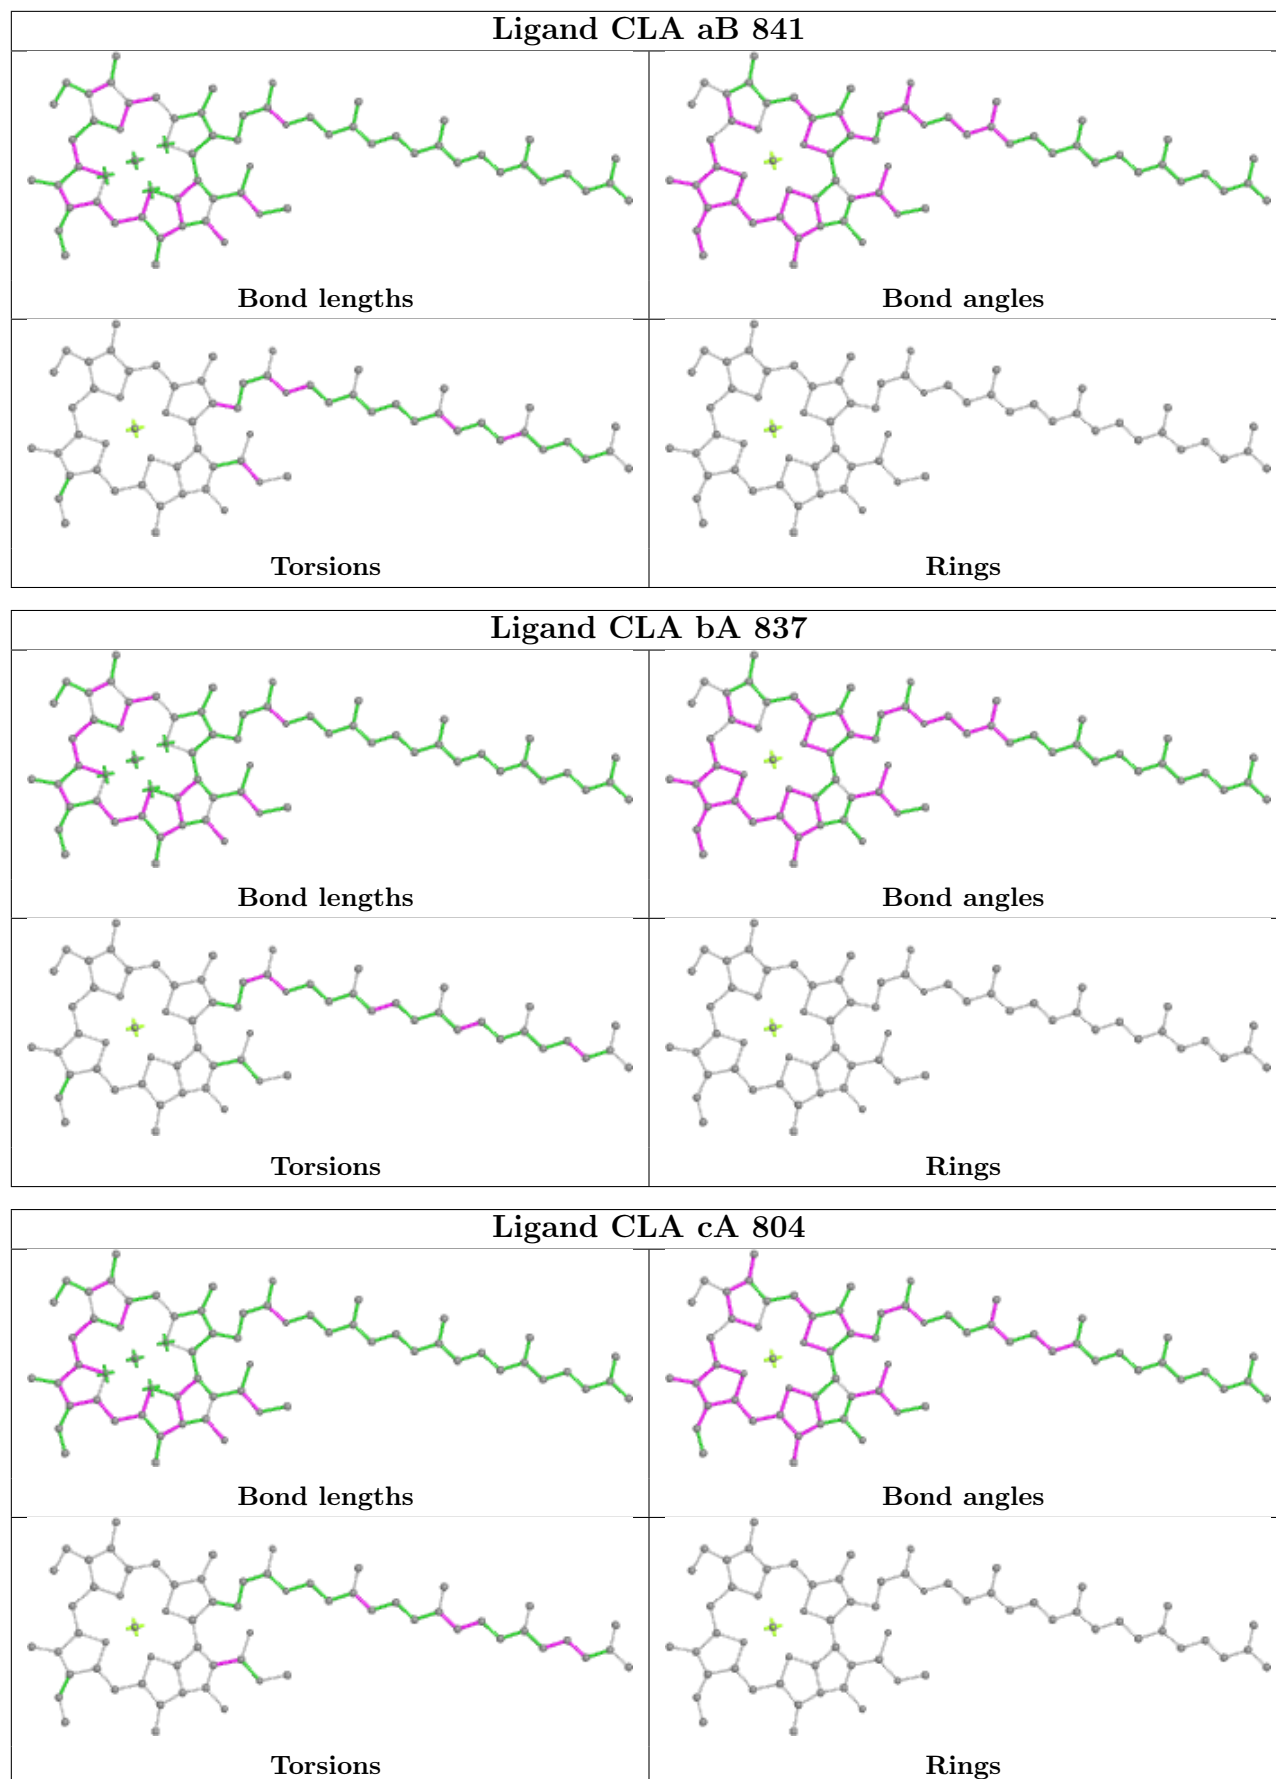 Ligand CLA aB 841
Bond lengths
Bond angles
Torsions
Rings
Ligand CLA bA 837
Bond lengths
Bond angles
Torsions
Rings
Ligand CLA cA 804
Bond lengths
Bond angles
Torsions
Rings